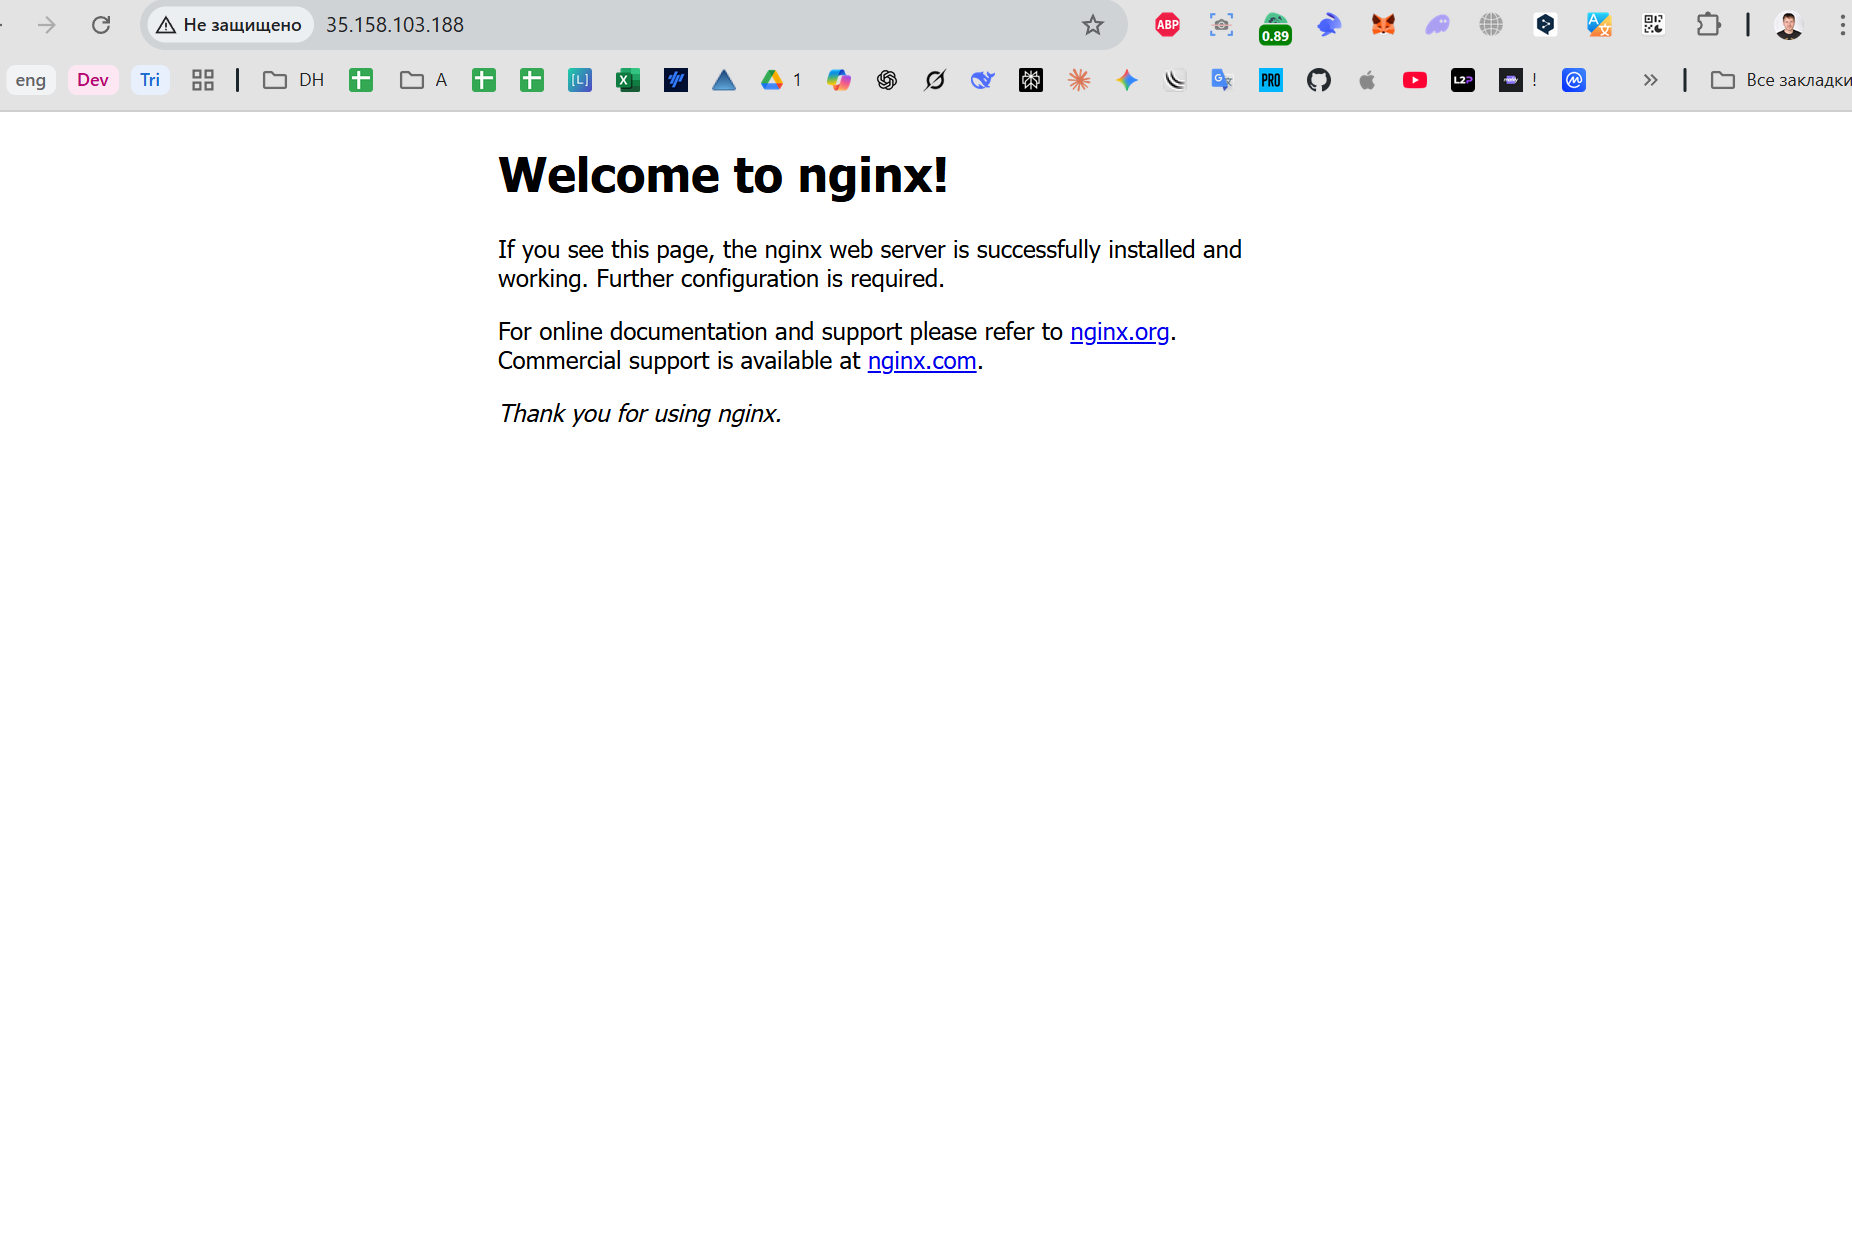 Не защищено 35.158.103.188
ABP
0.89
eng Dev Tri DH A [L] X 1 G PRO L2P ! Все закладки
Welcome to nginx!
If you see this page, the nginx web server is successfully installed and
working. Further configuration is required.
For online documentation and support please refer to nginx.org.
Commercial support is available at nginx.com.
Thank you for using nginx.